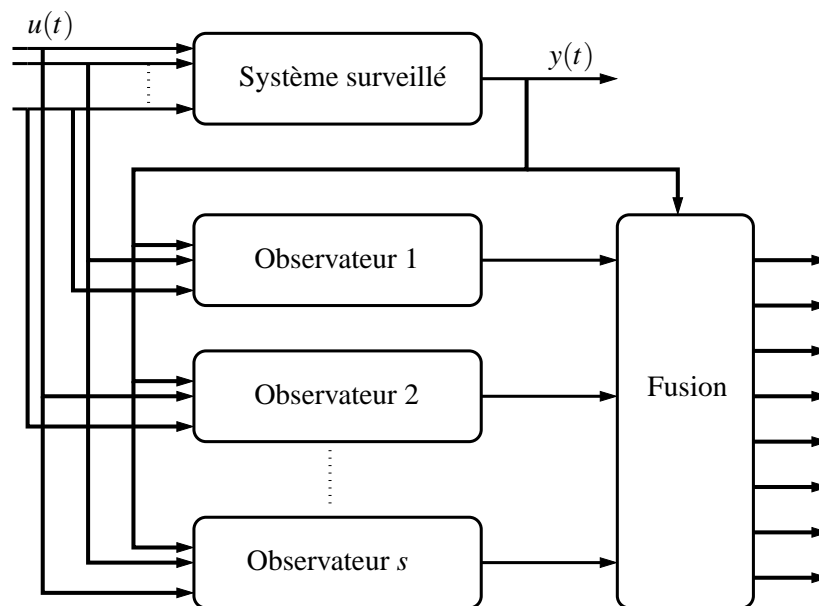 u(t)
Système surveillé
y(t)
Observateur 1
Observateur 2
Fusion
Observateur s